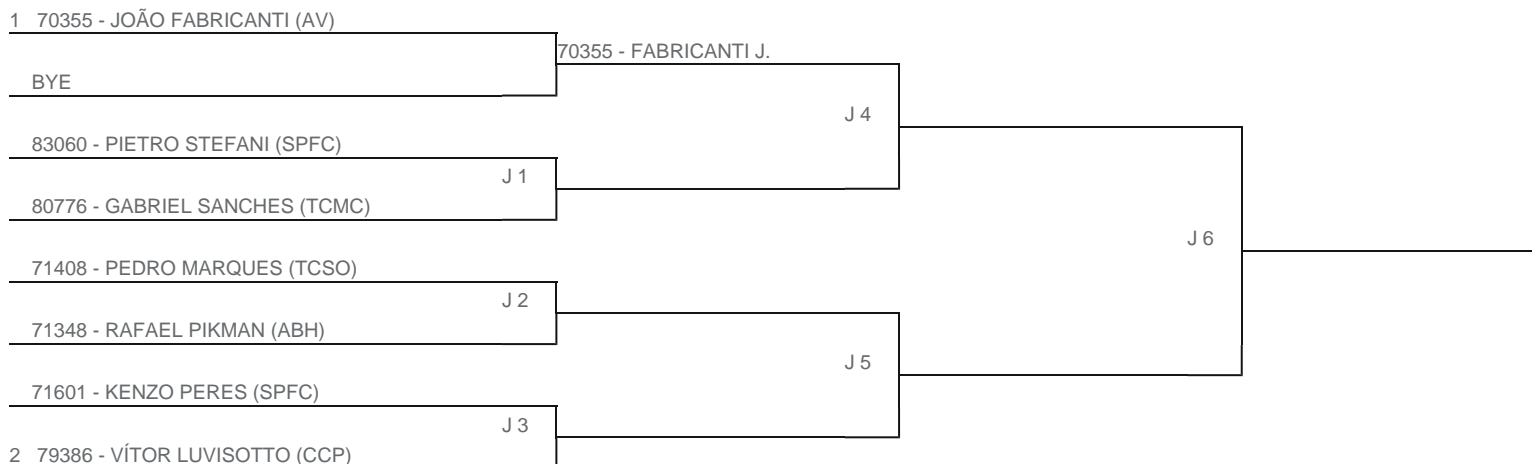 1 70355 - JOÃO FABRICANTI (AV)
70355 - FABRICANTI J.
BYE
J 4
83060 - PIETRO STEFANI (SPFC)
J 1
80776 - GABRIEL SANCHES (TCMC)
J 6
71408 - PEDRO MARQUES (TCSO)
J 2
71348 - RAFAEL PIKMAN (ABH)
J 5
71601 - KENZO PERES (SPFC)
J 3
2 79386 - VÍTOR LUVISOTTO (CCP)